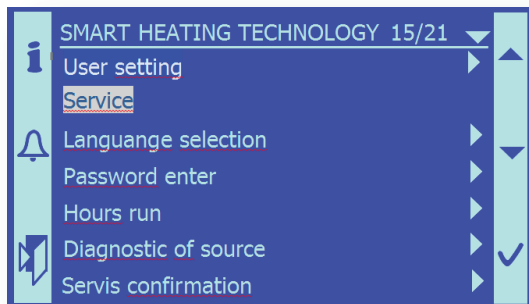 SMART HEATING TECHNOLOGY 15/21
User setting
Service
Languange selection
Password enter
Hours run
Diagnostic of source
Servis confirmation